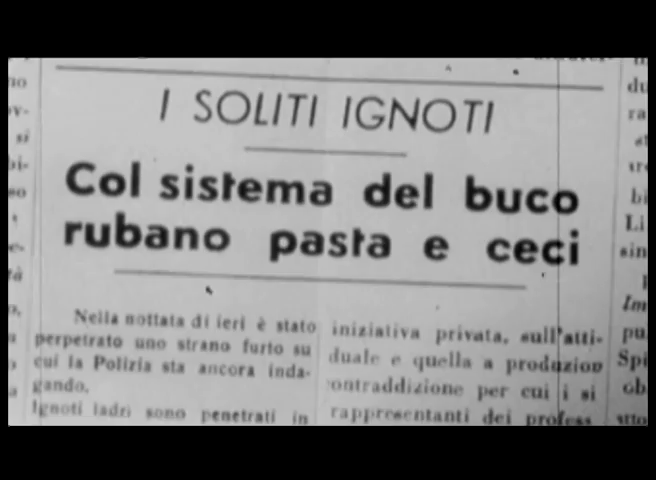 I SOLITI IGNOTI
Col sistema del buco
rubano pasta e ceci
Nella nottata di ieri è stato
perpetrato uno strano furto su
cui la Polizia sta ancora inda-
gando.
Ignoti ladri sono penetrati in
iniziativa privata, sull'atti-
duale e quella a produzion
ontraddizione per cui i si
rappresentanti dei profess